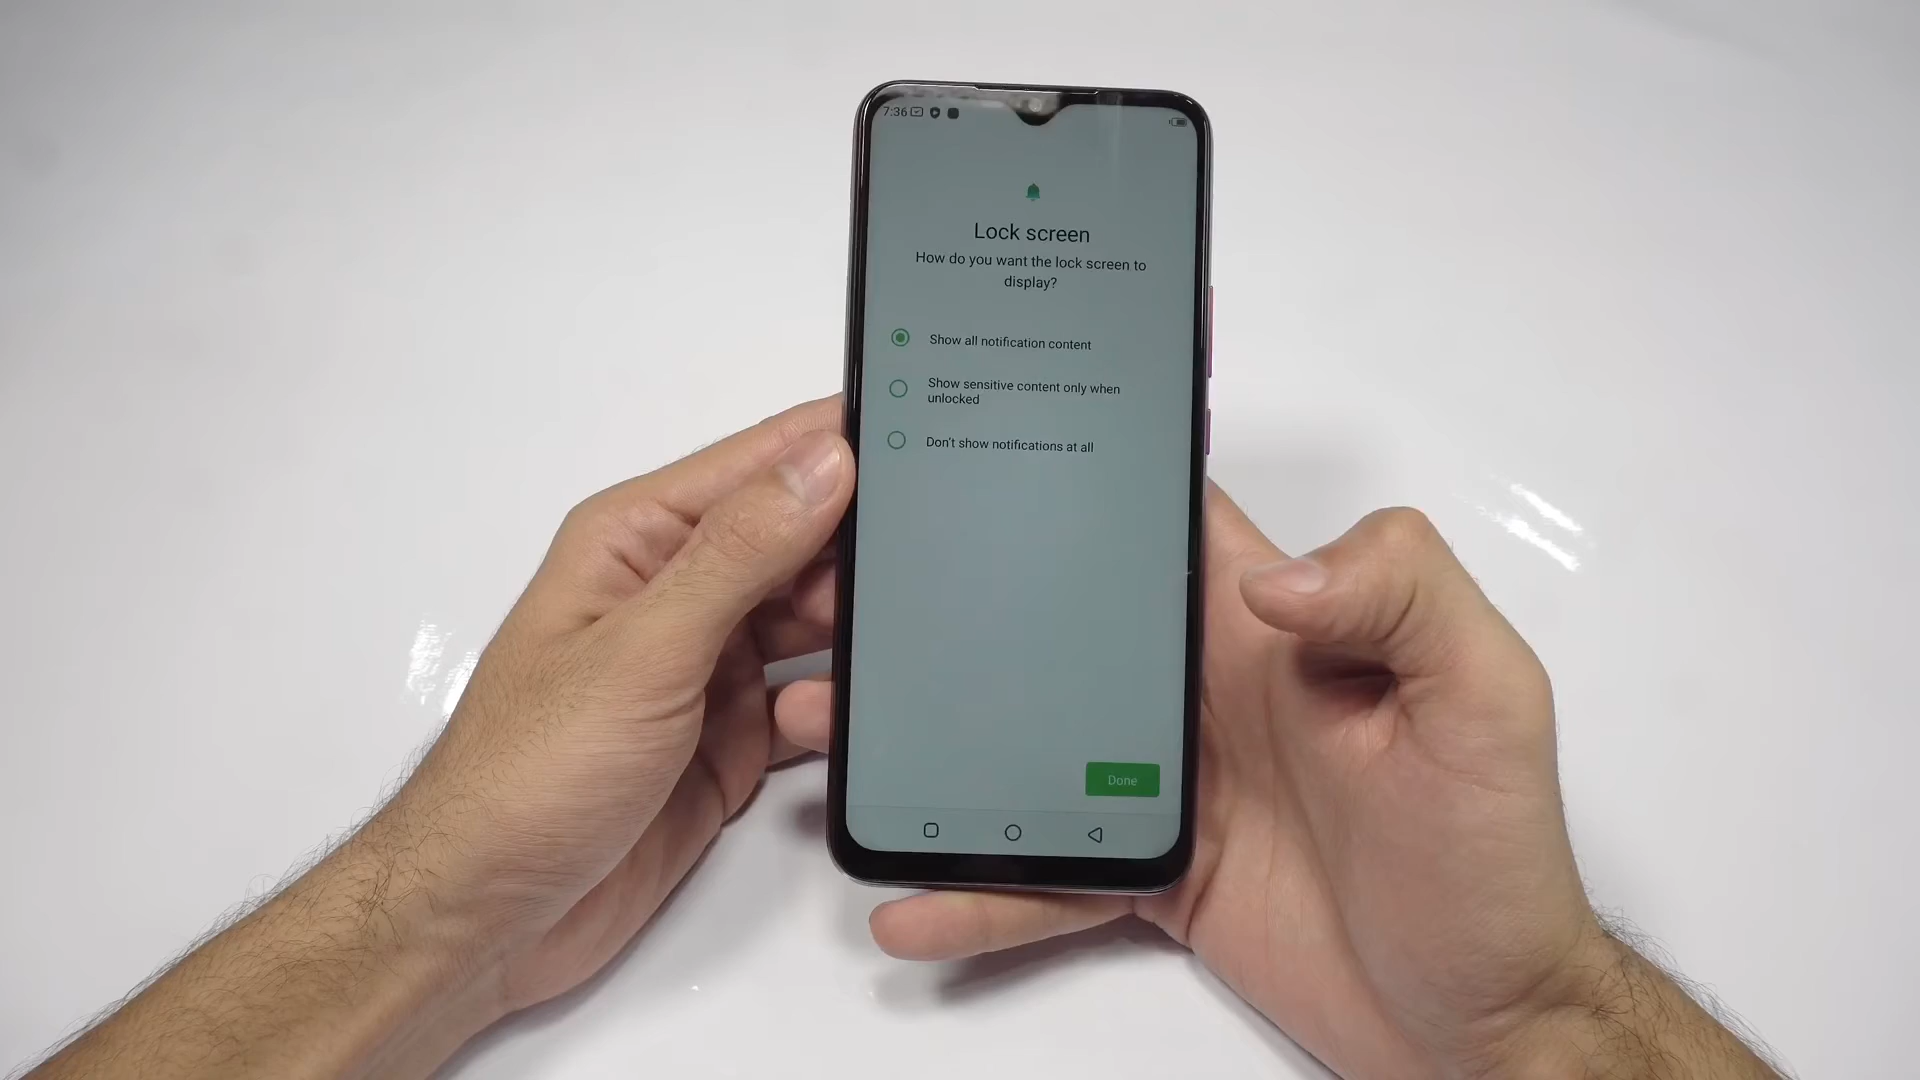 7:36
Lock screen
How do you want the lock screen to
display?
Show all notification content
Show sensitive content only when
unlocked
Don't show notifications at all
Done